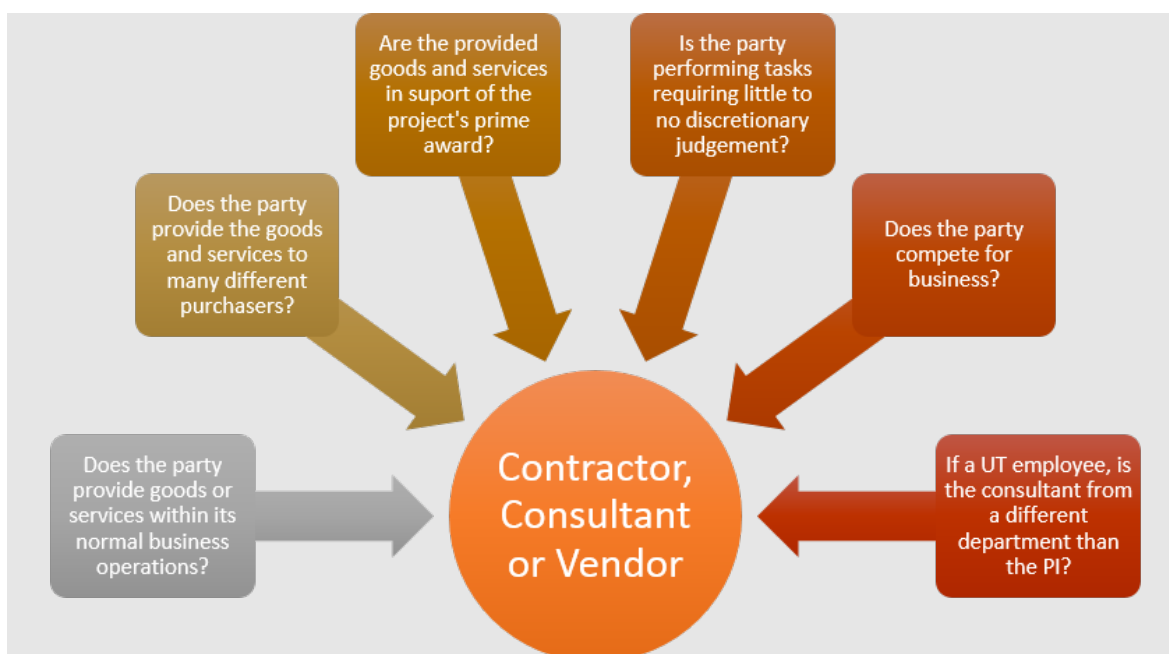 Are the provided
goods and services
in suport of the
project's prime
award?
Is the party
performing tasks
requiring little to
no discretionary
judgement?
Does the party
provide the goods
and services to
many different
purchasers?
Does the party
compete for
business?
Does the party
provide goods or
services within its
normal business
operations?
Contractor,
Consultant
or Vendor
If a UT employee, is
the consultant from
a different
department than
the PI?